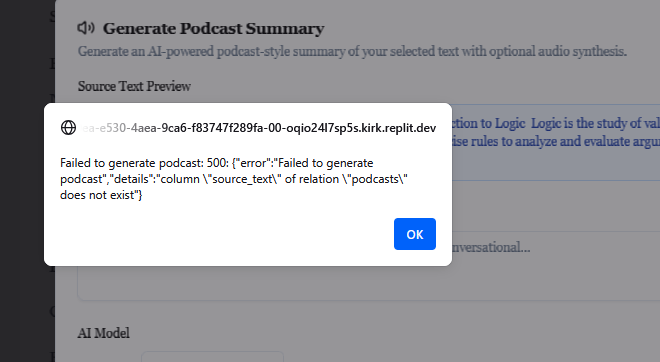 Generate Podcast Summary
Generate an AI-powered podcast-style summary of your selected text with optional audio synthesis.
Source Text Preview
-e530-4aea-9ca6-f83747f289fa-00-oqio24l7sp5s.kirk.replit.dev
ction to Logic Logic is the study of val
ise rules to analyze and evaluate argu
Failed to generate podcast: 500: {"error":"Failed to generate
podcast","details":"column \"source_text\" of relation \"podcasts\"
does not exist"}
OK
nversational...
AI Model